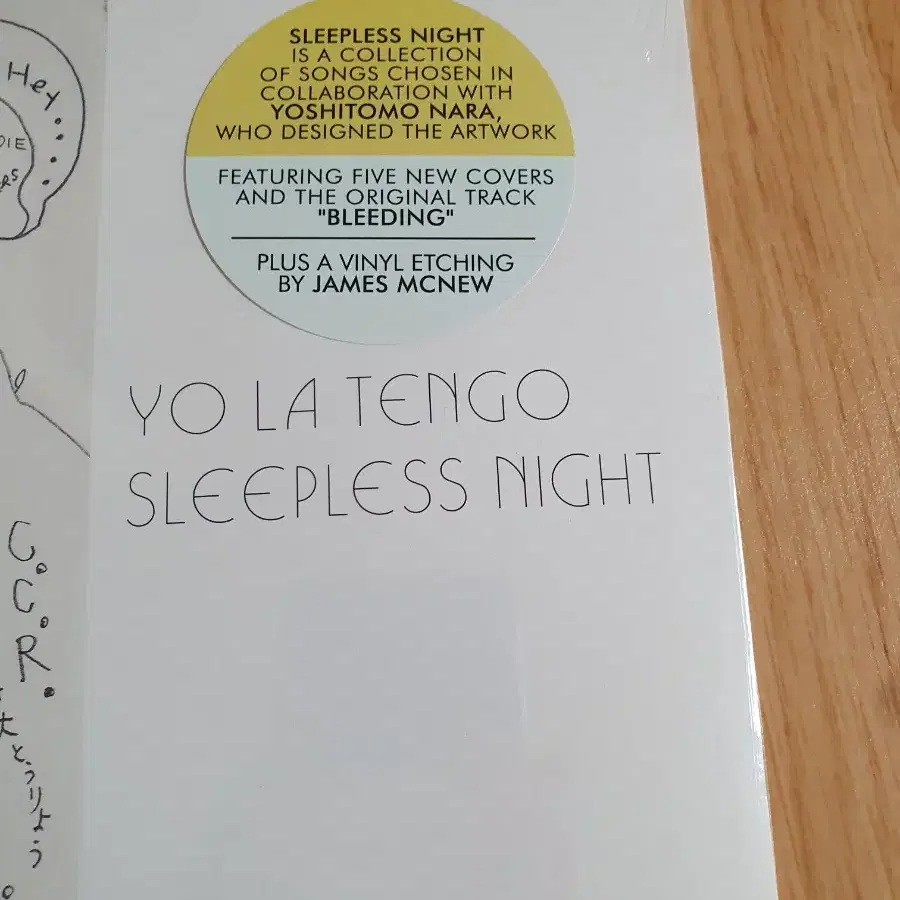 Hey....
SLEEPLESS NIGHT
IS A COLLECTION
OF SONGS CHOSEN IN
COLLABORATION WITH
YOSHITOMO NARA,
WHO DESIGNED THE ARTWORK
FEATURING FIVE NEW COVERS
AND THE ORIGINAL TRACK
"BLEEDING"
PLUS A VINYL ETCHING
BY JAMES MCNEW
YO LA TENGO
SLEEPLESS NIGHT
C.C.R.